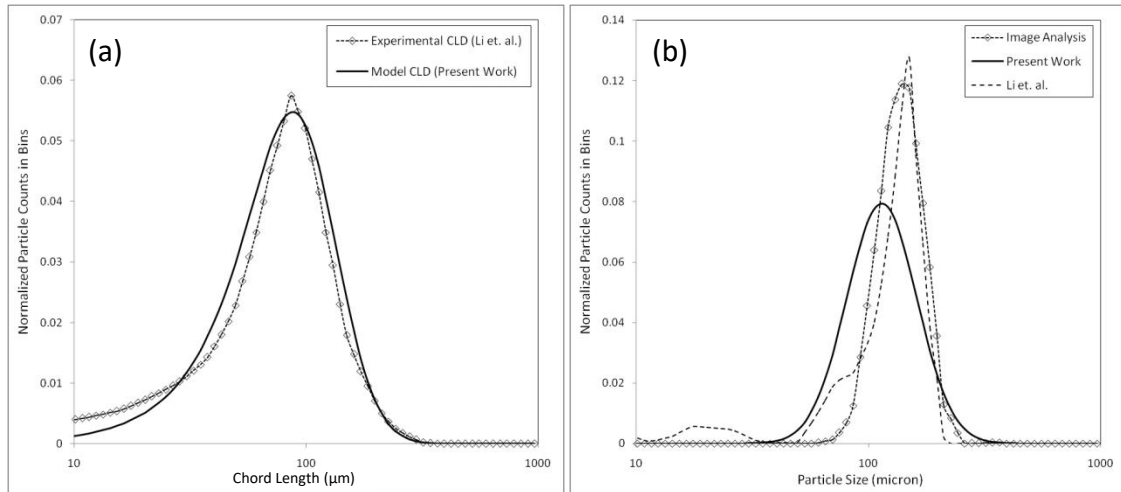 (a)
Experimental CLD (Li et. al.)
Model CLD (Present Work)
Normalized Particle Counts in Bins
0.07
0.06
0.05
0.04
0.03
0.02
0.01
0
10
100
1000
Chord Length (µm)
(b)
Image Analysis
Present Work
Li et. al.
Normalized Particle Counts in Bins
0.14
0.12
0.1
0.08
0.06
0.04
0.02
0
10
100
1000
Particle Size (micron)